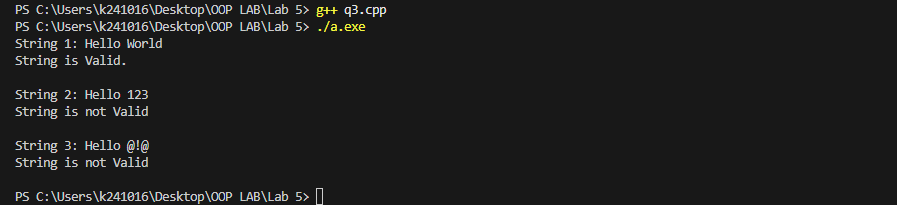 PS C:\Users\k241016\Desktop\OOP LAB\Lab 5> g++ q3.cpp
PS C:\Users\k241016\Desktop\OOP LAB\Lab 5> ./a.exe
String 1: Hello World
String is Valid.
String 2: Hello 123
String is not Valid
String 3: Hello @!@
String is not Valid
PS C:\Users\k241016\Desktop\OOP LAB\Lab 5>